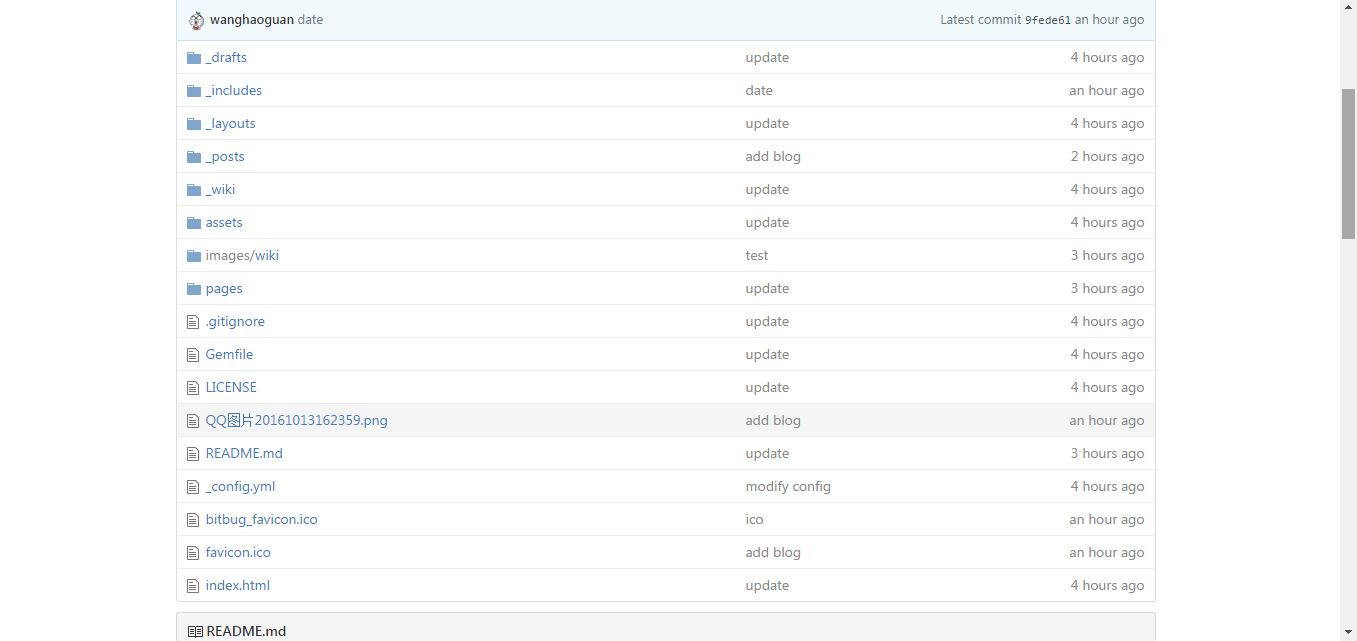 wanghaoguan date Latest commit 9fede61 an hour ago
_drafts update 4 hours ago
_includes date an hour ago
_layouts update 4 hours ago
_posts add blog 2 hours ago
_wiki update 4 hours ago
assets update 4 hours ago
images/wiki test 3 hours ago
pages update 3 hours ago
.gitignore update 4 hours ago
Gemfile update 4 hours ago
LICENSE update 4 hours ago
QQ图片20161013162359.png add blog an hour ago
README.md update 3 hours ago
_config.yml modify config 4 hours ago
bitbug_favicon.ico ico an hour ago
favicon.ico add blog an hour ago
index.html update 4 hours ago
README.md